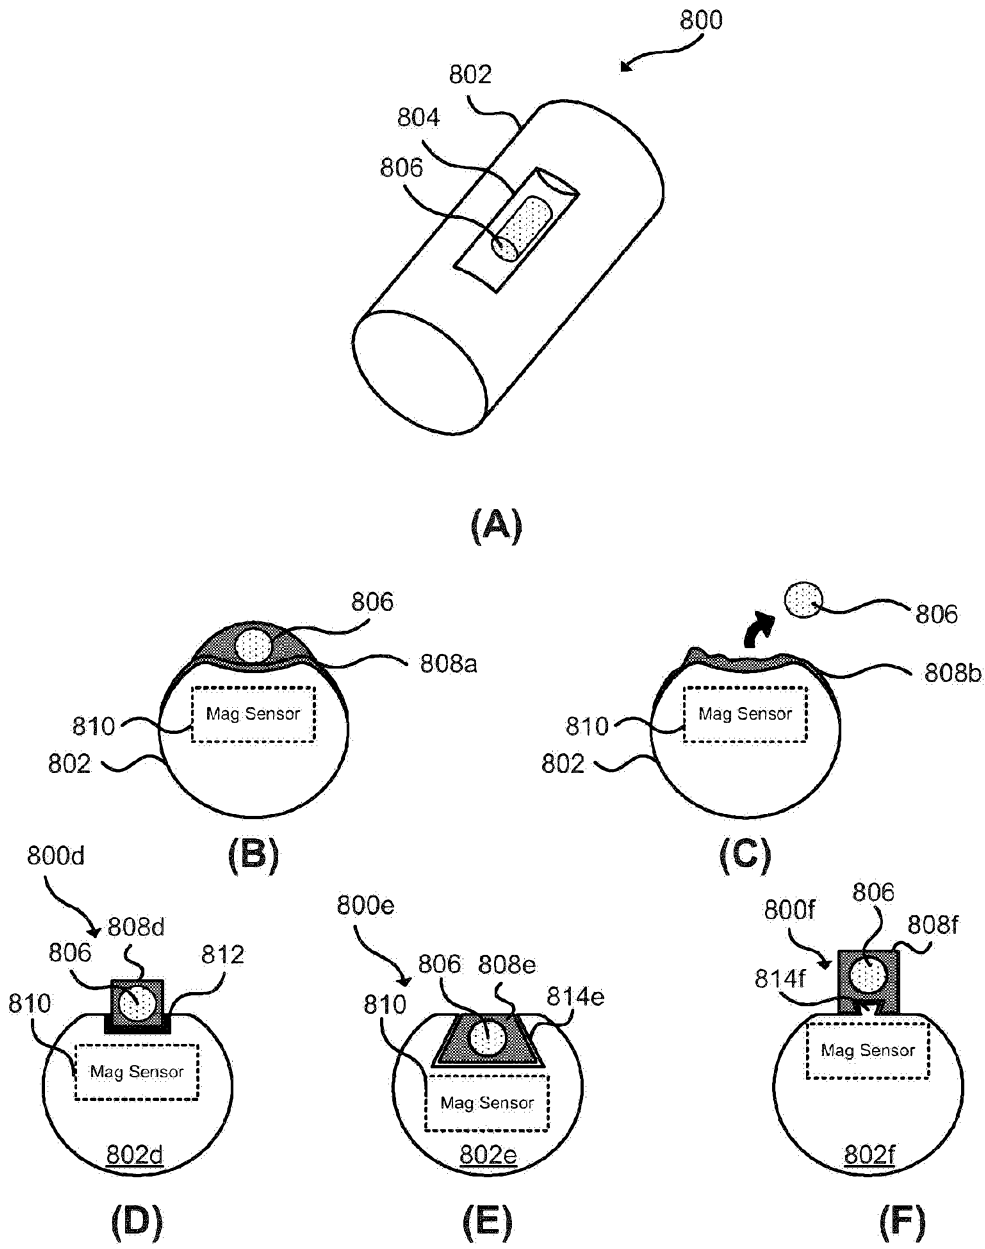 800
802
804
806
(A)
806
808a
810
Mag Sensor
802
(B)
806
808b
810
Mag Sensor
802
(C)
800d
808d
806
812
810
Mag Sensor
802d
(D)
800e
806
808e
810
814e
Mag Sensor
802e
(E)
806
800f
808f
814f
Mag Sensor
802f
(F)